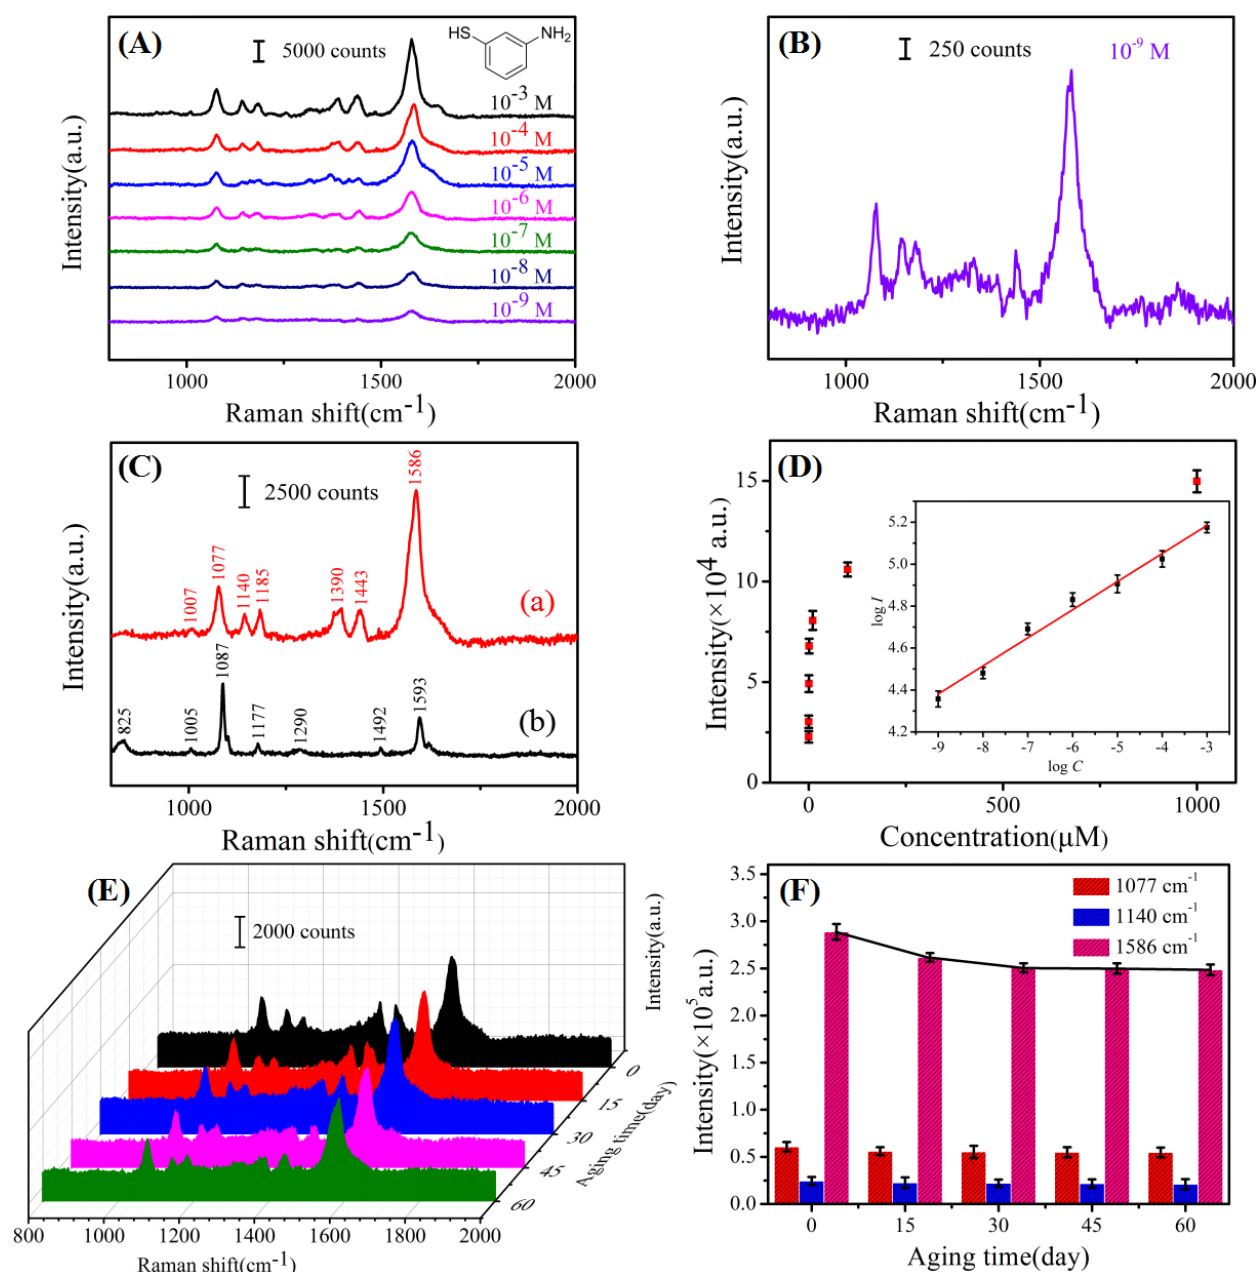 (A)
5000 counts
HS
NH2
10-3 M
10-4 M
10-5 M
10-6 M
10-7 M
10-8 M
10-9 M
Intensity(a.u.)
1000 1500 2000
Raman shift(cm-1)
(B)
250 counts
10-9 M
Intensity(a.u.)
1000 1500 2000
Raman shift(cm-1)
(C)
2500 counts
1007 1077 1140 1185 1390 1443 1586
(a)
825 1005 1087 1177 1290 1492 1593
(b)
Intensity(a.u.)
1000 1500 2000
Raman shift(cm-1)
(D)
Intensity(×104 a.u.)
15
10
5
0
0 500 1000
Concentration(μM)
log I
5.2
5.0
4.8
4.6
4.4
4.2
-9 -8 -7 -6 -5 -4 -3
log C
(E)
2000 counts
Intensity(a.u.)
0
15
30
45
60
Aging time(day)
800 1000 1200 1400 1600 1800 2000
Raman shift(cm-1)
(F)
1077 cm-1
1140 cm-1
1586 cm-1
Intensity(×105a.u.)
3.5
3.0
2.5
2.0
1.5
1.0
0.5
0.0
0 15 30 45 60
Aging time(day)